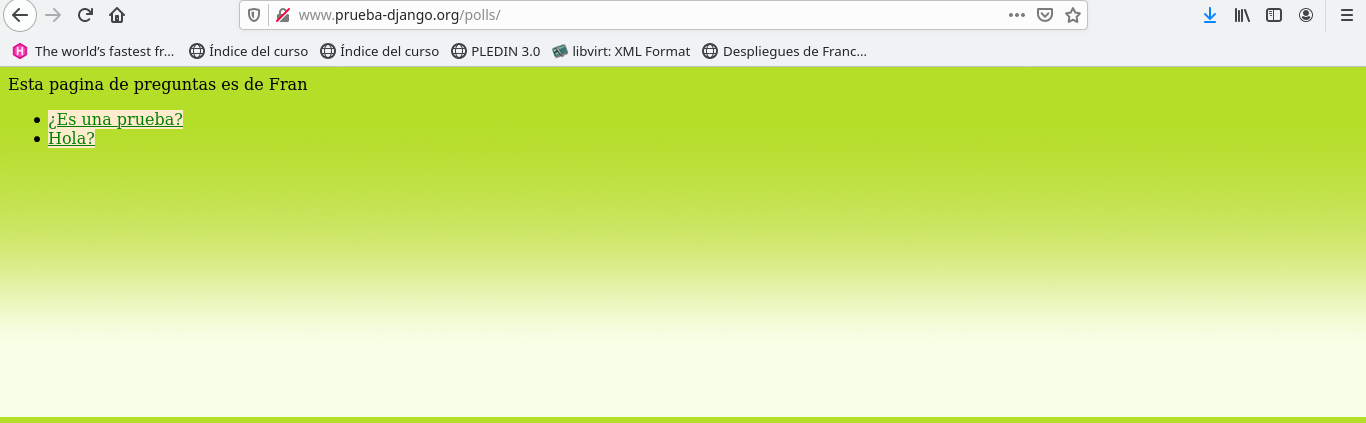 www.prueba-django.org/polls/
The world's fastest fr... Índice del curso Índice del curso PLEDIN 3.0 libvirt: XML Format Despliegues de Franc...
Esta pagina de preguntas es de Fran
¿Es una prueba?
Hola?